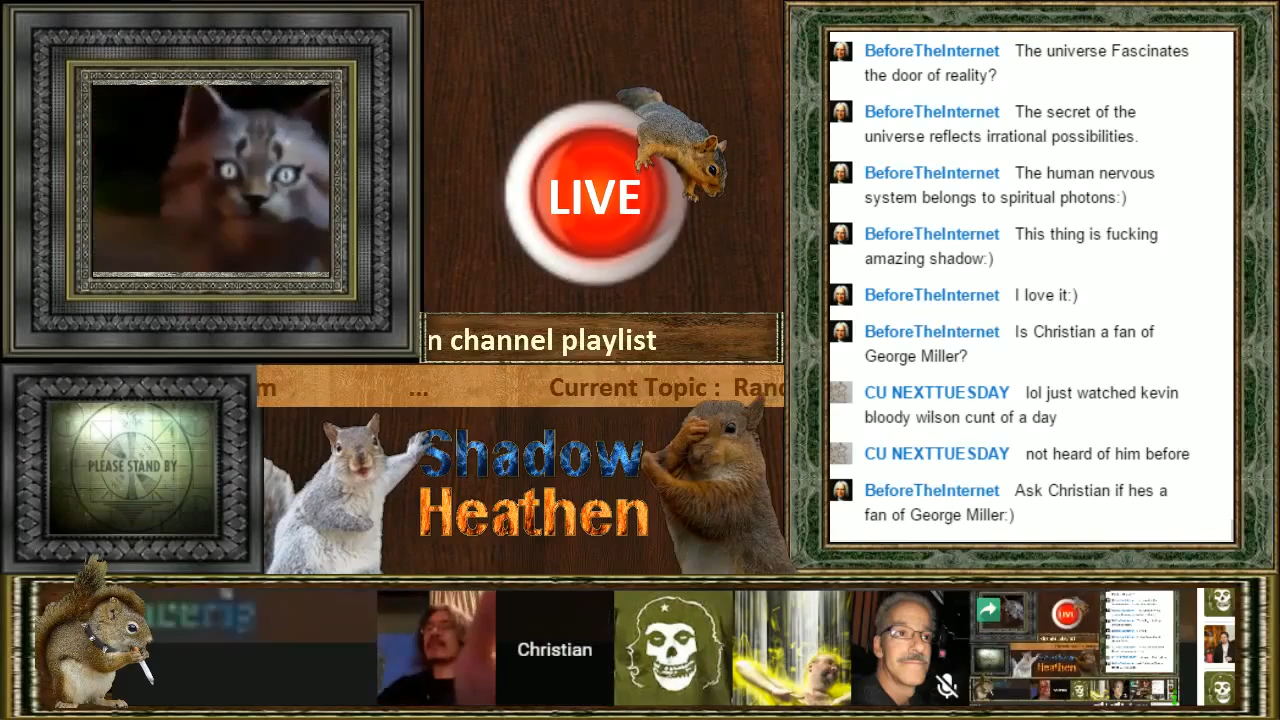 LIVE
n channel playlist
m ... Current Topic : Rand
PLEASE STAND BY
Shadow
Heathen
BeforeTheInternet The universe Fascinates
the door of reality?
BeforeTheInternet The secret of the
universe reflects irrational possibilities.
BeforeTheInternet The human nervous
system belongs to spiritual photons:)
BeforeTheInternet This thing is fucking
amazing shadow:)
BeforeTheInternet I love it:)
BeforeTheInternet Is Christian a fan of
George Miller?
CU NEXTTUESDAY lol just watched kevin
bloody wilson cunt of a day
CU NEXTTUESDAY not heard of him before
BeforeTheInternet Ask Christian if hes a
fan of George Miller:)
Christian
LIVE
Shadow
Heathen